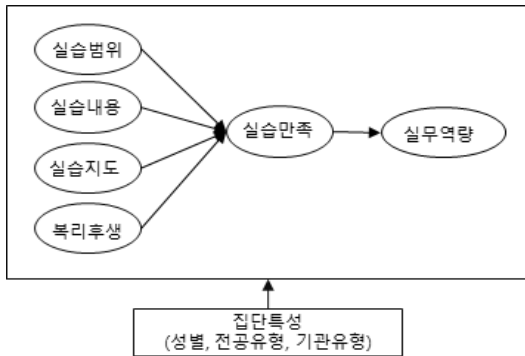 실습범위
실습내용
실습만족
실무역량
실습지도
복리후생
집단특성
(성별, 전공유형, 기관유형)